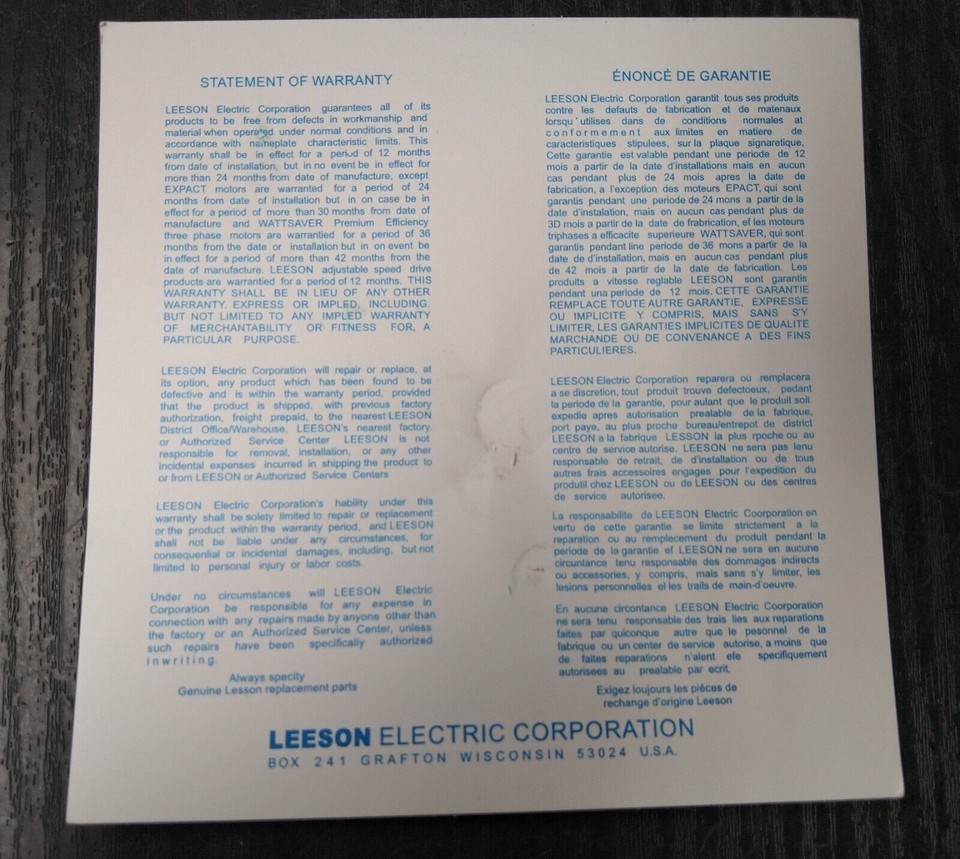 STATEMENT OF WARRANTY
LEESON Electric Corporation guarantees all of its
products to be free from defects in workmanship and
material when operated under normal conditions and in
accordance with nameplate characteristic limits. This
warranty shall be in effect for a period of 12 months
from date of installation, but in no event be in effect for
more than 24 months from date of manufacture, except
EXPACT motors are warranted for a period of 24
months from date of installation but in on case be in
effect for a period of more than 30 months from date of
manufacture and WATTSAVER Premium Efficiency
three phase motors are warrantied for a period of 36
months from the date or installation but in on event be
in effect for a period of more than 42 months from the
date of manufacture. LEESON adjustable speed drive
products are warrantied for a period of 12 months. THIS
WARRANTY SHALL BE IN LIEU OF ANY OTHER
WARRANTY, EXPRESS OR IMPLED, INCLUDING.
BUT NOT LIMITED TO ANY IMPLED WARRANTY
OF MERCHANTABILITY OR FITNESS FOR, A
PARTICULAR PURPOSE.
LEESON Electric Corporation will repair or replace, at
its option, any product which has been found to be
defective and is within the warranty period, provided
that the product is shipped, with previous factory
authorization, freight prepaid, to the nearest LEESON
District Office/Warehouse, LEESON's nearest factory.
or Authorized Service Center LEESON is not
responsible for removal, installation, or any other
incidental expenses incurred in shipping the product to
or from LEESON or Authorized Service Centers
LEESON Electric Corporation's hability under this
warranty shall be solety limited to repair or replacement
or the product within the warranty period, and LEESON
shall not be liable under any circumstances, for
consequenlial or incidental damages, including, but not
limited to personal injury or labor costs.
Under no circumstances will LEESON Electric
Corporation be responsible for any expense in
connection with any repairs made by anyone other than
the factory or an Authorized Service Center, unless
such repairs have been specifically authorized
inwriting.
Always specity
Genuine Lesson replacement parts
ÉNONCÉ DE GARANTIE
LEESON Electric Corporation garantit tous ses produits
contre les defauts de fabrication et de matenaux
lorsqu'utilises dans de conditions normales at
conformement aux limites en matiere de
caracteristiques stipulees, sur la plaque signaretique,
Cette garantie est valable pendant une periode de 12
mois a partir de la date d'installations mais en aucun
cas pendant plus de 24 mois apres la date de
fabrication, a l'exception des moteurs EPACT, qui sont
garantis pendant une periode de 24 mons a partir de la
date d'instalation, mais en aucun cas pendant plus de
3D mois a partir de la date de frabrication, ef les moteurs
triphases a efficacite superieure WATTSAVER, qui sont
garantis pendant line periode de 36 mons a partir de la
date de d'installation, mais en aucun cas pendant plus
de 42 mois a partir de la date de fabrication. Les
produits a vitesse reglable LEESON sont garantis
pendant una periode de 12 mois. CETTE GARANTIE
REMPLACE TOUTE AUTRE GARANTIE, EXPRESSE
OU IMPLICITE Y COMPRIS, MAIS SANS S'Y
LIMITER, LES GARANTIES IMPLICITES DE QUALITE
MARCHANDE OU DE CONVENANCE A DES FINS
PARTICULIERES.
LEESON Electric Corporation reparera ou remplacera
a se discretion, tout produit trouve defectoeux, pedant
la periode de la garantie, pour aulant que le produit soit
expedie apres autorisation prealable de la fabrique,
port paye, au plus proche bureau/entrepot de district
LEESON a la fabrique LESSON la plus rpoche ou au
centre de service autorise. LEESON ne sera pas lenu
responsable de retrait, de d'installation ou de tous
autres frais accessoires engages pour l'expedition du
produtil chez LEESON ou de LEESON ou des centres
de service autorisee.
La responsabilite de LEESON Electric Coorporation en
vertu de cette garantie se limite strictement a la
reparation ou au remplecement du produit pendant la
periode de la garantie ef LEESON ne sera en aucune
circuntance tenu responsable des dommages indirects
ou accessories, y compris, mais sans s'y limiter, les
lesions personnelles el les trails de main-d'oeuvre.
En aucune circontance LEESON Electric Coorporation
ne sera tenu responsable des trais lies aux reparations
faites par quiconque autre que le pesonnel de la
fabrique ou un center de service autorise, a moins que
de faites reparations n'alent efe specifiquement
autorisees au prealable par ecrit.
Exigez loujours les piéces de
rechange d'origine Leeson
LEESON ELECTRIC CORPORATION
BOX 241 GRAFTON WISCONSIN 53024 U.S.A.